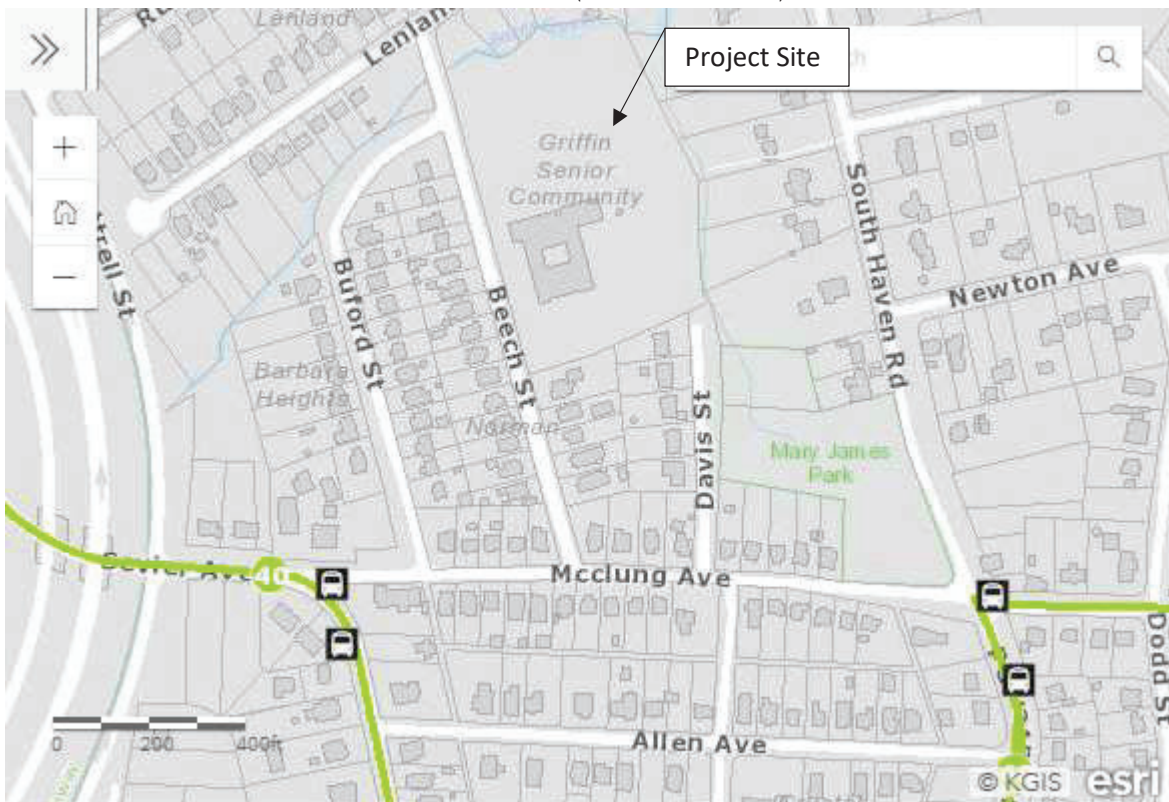 Lenland
Lenland
Project Site
Griffin
Senior
Community
South Haven Rd
Newton Ave
Buford St
Beech St
Barbara
Heights
Norman
Davis St
Mary James
Park
Sevier Ave
40
Mcclung Ave
Dodd St
0 200 400ft
Allen Ave
© KGIS esri